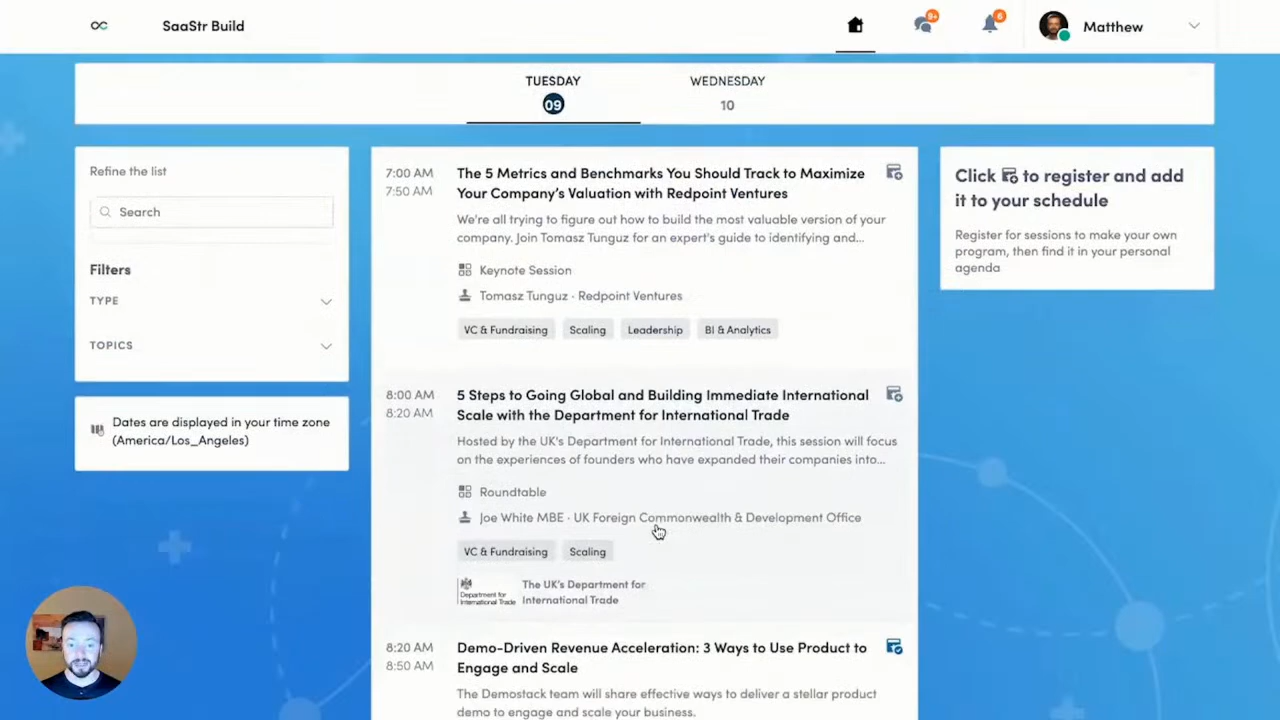 SaaStr Build
9+
6
Matthew
TUESDAY
09
WEDNESDAY
10
Refine the list
Search
Filters
TYPE
TOPICS
Dates are displayed in your time zone
(America/Los_Angeles)
7:00 AM
7:50 AM
The 5 Metrics and Benchmarks You Should Track to Maximize
Your Company's Valuation with Redpoint Ventures
We're all trying to figure out how to build the most valuable version of your
company. Join Tomasz Tunguz for an expert's guide to identifying and...
Keynote Session
Tomasz Tunguz · Redpoint Ventures
VC & Fundraising
Scaling
Leadership
BI & Analytics
8:00 AM
8:20 AM
5 Steps to Going Global and Building Immediate International
Scale with the Department for International Trade
Hosted by the UK's Department for International Trade, this session will focus
on the experiences of founders who have expanded their companies into...
Roundtable
Joe White MBE · UK Foreign Commonwealth & Development Office
VC & Fundraising
Scaling
Department for
International Trade
The UK's Department for
International Trade
8:20 AM
8:50 AM
Demo-Driven Revenue Acceleration: 3 Ways to Use Product to
Engage and Scale
The Demostack team will share effective ways to deliver a stellar product
demo to engage and scale your business.
Click to register and add
it to your schedule
Register for sessions to make your own
program, then find it in your personal
agenda